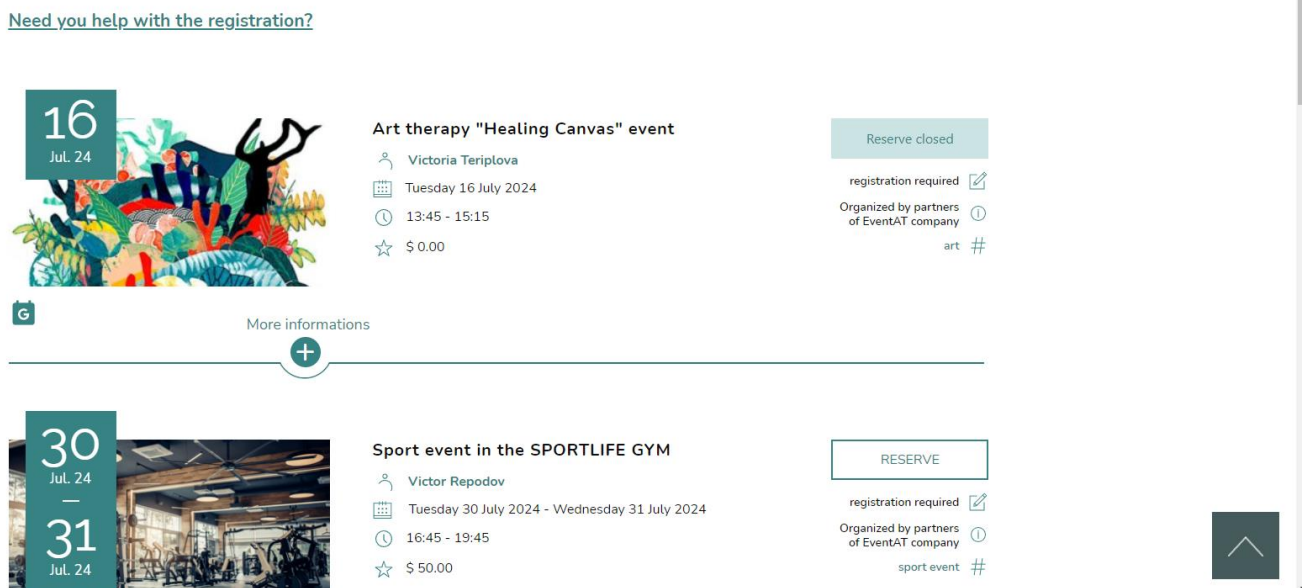 Need you help with the registration?
16
Jul. 24
Art therapy "Healing Canvas" event
Victoria Teriplova
Tuesday 16 July 2024
13:45 - 15:15
$ 0.00
Reserve closed
registration required
Organized by partners
of EventAT company
art #
G
More informations
30
Jul. 24
—
31
Jul. 24
Sport event in the SPORTLIFE GYM
Victor Repodov
Tuesday 30 July 2024 - Wednesday 31 July 2024
16:45 - 19:45
$ 50.00
RESERVE
registration required
Organized by partners
of EventAT company
sport event #